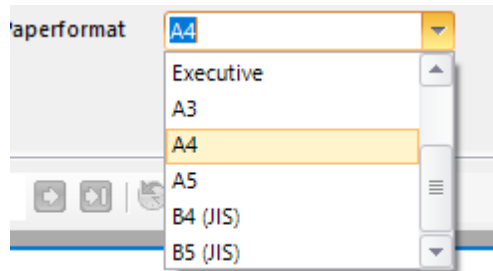 Paperformat A4
Executive
A3
A4
A5
B4 (JIS)
B5 (JIS)